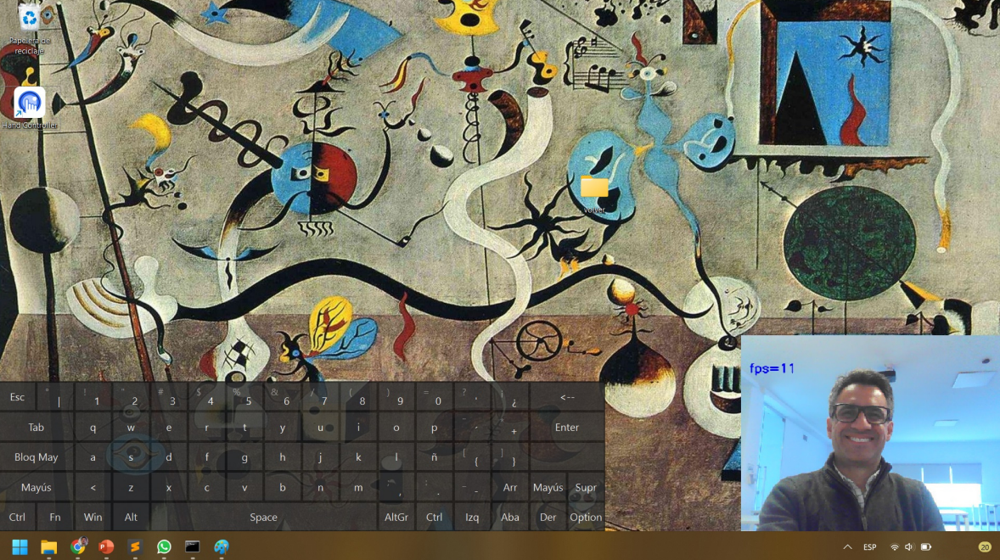 Papelera de
reciclaje
Hand Controller
volver
fps=11
Esc ° | ! 1 " 2 # 3 $ 4 % 5 & 6 / 7 ( 8 ) 9 = 0 ? ' ¡ ¿ <--
Tab q w e r t y u i o p ¨ ´ * + Enter
Bloq May a s d f g h j k l ñ [ { ] }
Mayús < z x c v b n m ; , : . _ - Arr Mayús Supr
Ctrl Fn Win Alt Space AltGr Ctrl Izq Aba Der Option
ESP
20